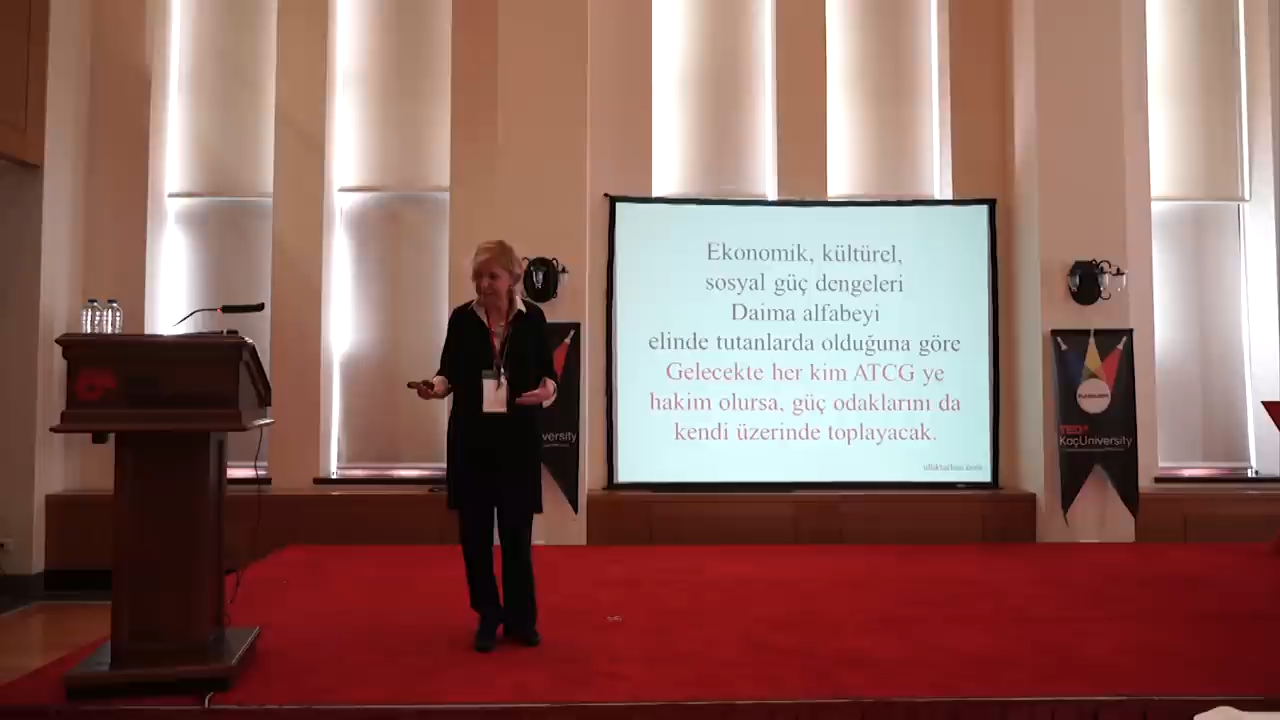 Ekonomik, kültürel,
sosyal güç dengeleri
Daima alfabeyi
elinde tutanlarda olduğuna göre
Gelecekte her kim ATCG ye
hakim olursa, güç odaklarını da
kendi üzerinde toplayacak.
versity
TEDx
KoçUniversity